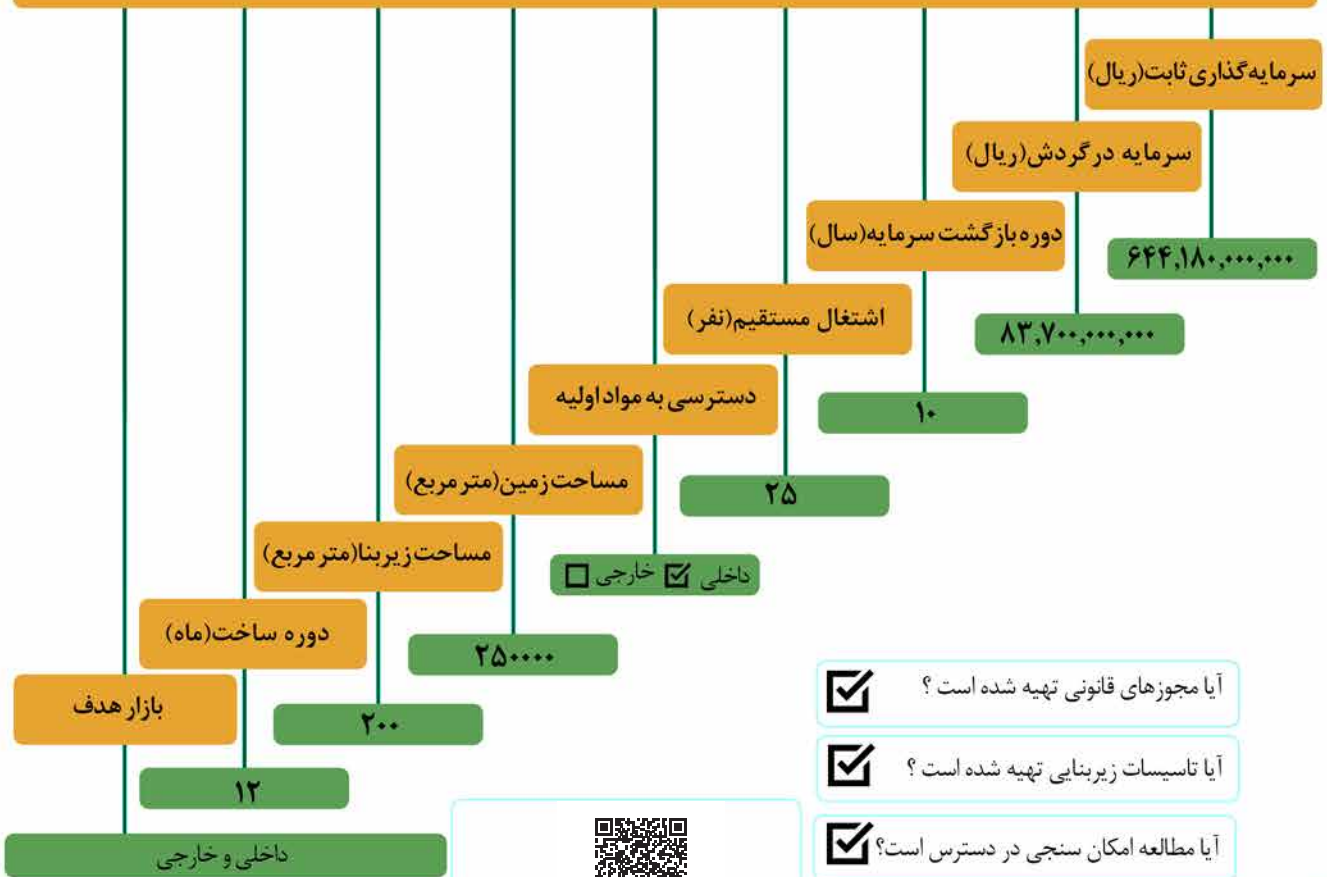 سرمایه‌گذاری ثابت(ریال)
۶۴۴,۱۸۰,۰۰۰,۰۰۰
سرمایه در گردش(ریال)
۸۳,۷۰۰,۰۰۰,۰۰۰
دوره بازگشت سرمایه(سال)
۱۰
اشتغال مستقیم(نفر)
۲۵
دسترسی به مواد اولیه
داخلی ☑ خارجی ☐
مساحت زمین(متر مربع)
۲۵۰۰۰۰
مساحت زیربنا(متر مربع)
۲۰۰
دوره ساخت(ماه)
۱۲
بازار هدف
داخلی و خارجی
آیا مجوزهای قانونی تهیه شده است ؟ ☑
آیا تاسیسات زیربنایی تهیه شده است ؟ ☑
آیا مطالعه امکان سنجی در دسترس است؟ ☑